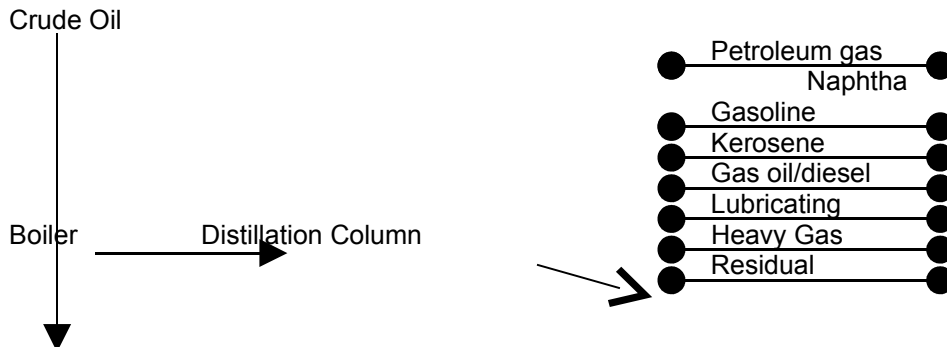 Crude Oil
Petroleum gas
Naphtha
Gasoline
Kerosene
Gas oil/diesel
Lubricating
Boiler Distillation Column
Heavy Gas
Residual